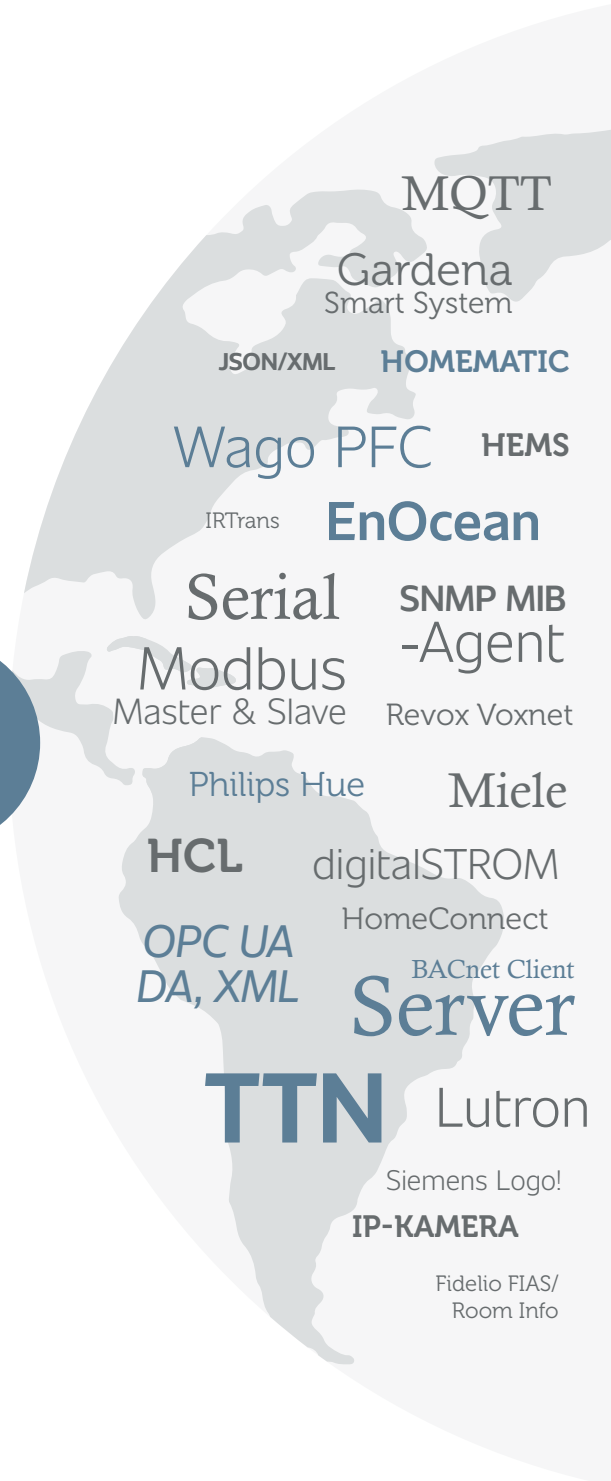 MQTT
Gardena
Smart System
JSON/XML
HOMEMATIC
Wago PFC
HEMS
IRTrans
EnOcean
Serial
SNMP MIB
-Agent
Modbus
Master & Slave
Revox Voxnet
Philips Hue
Miele
HCL
digitalSTROM
HomeConnect
OPC UA
DA, XML
BACnet Client
Server
TTN
Lutron
Siemens Logo!
IP-KAMERA
Fidelio FIAS/
Room Info